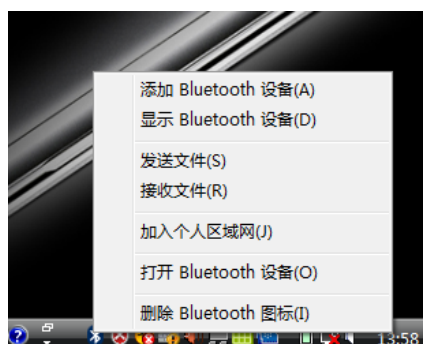 添加 Bluetooth 设备(A)
显示 Bluetooth 设备(D)
发送文件(S)
接收文件(R)
加入个人区域网(J)
打开 Bluetooth 设备(O)
删除 Bluetooth 图标(I)
13:58